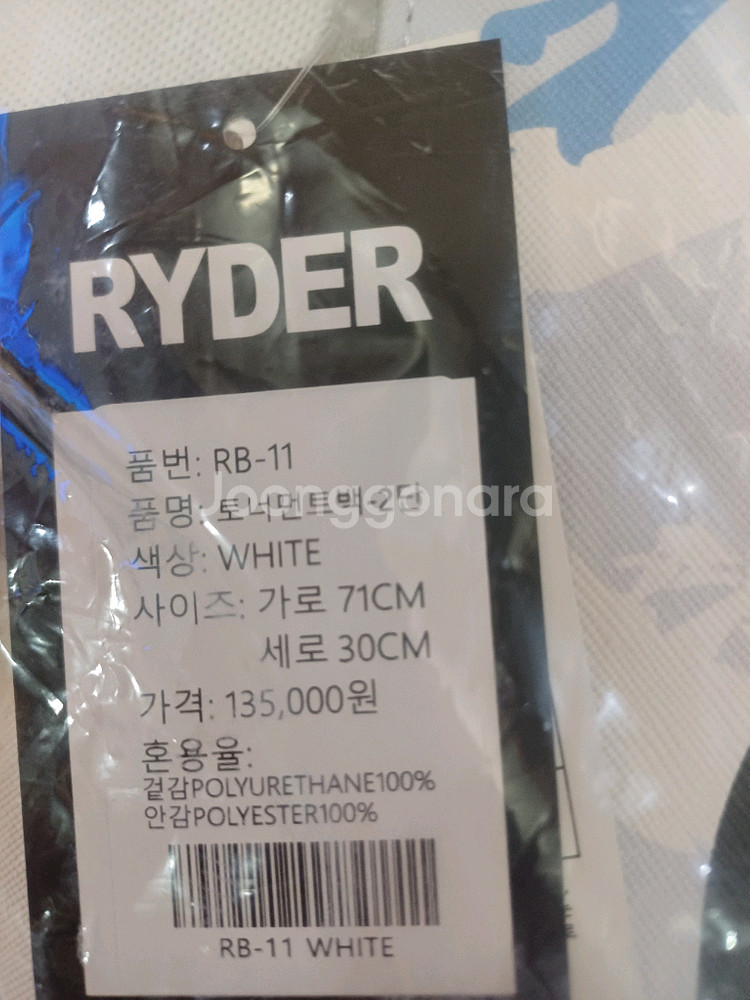 RYDER
품번: RB-11
품명: 토너먼트백-2단
Joonggonara
색상: WHITE
사이즈: 가로 71CM
세로 30CM
가격: 135,000원
혼용율:
겉감POLYURETHANE100%
안감POLYESTER100%
RB-11 WHITE